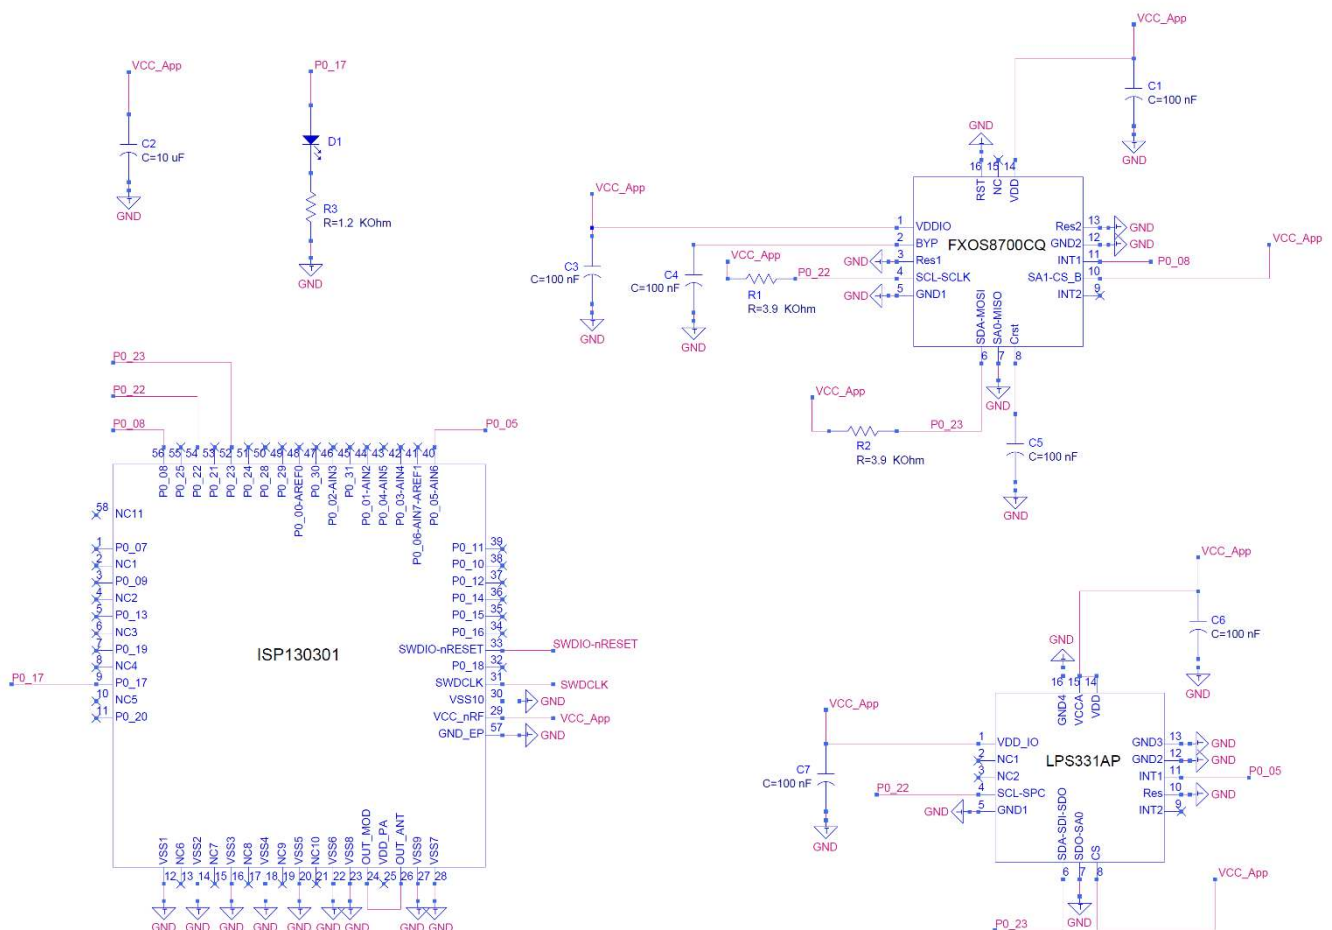 VCC_App
C2
C=10 uF
GND
P0_17
D1
R3
R=1.2 KOhm
GND
VCC_App
C1
C=100 nF
GND
GND
16 15 14
RST
NC
VDD
VCC_App
C3
C=100 nF
GND
C4
C=100 nF
GND
VCC_App
R1
R=3.9 KOhm
P0_22
FXOS8700CQ
1 VDDIO
2 BYP
GND 3 Res1
4 SCL-SCLK
GND 5 GND1
Res2 13 GND
GND2 12 GND
INT1 11 P0_08
SA1-CS_B 10
INT2 9
VCC_App
SDA-MOSI
SA0-MISO
Crst
6 7 8
GND
VCC_App
R2
R=3.9 KOhm
P0_23
C5
C=100 nF
GND
P0_23
P0_22
P0_08
P0_05
56 55 54 53 52 51 50 49 48 47 46 45 44 43 42 41 40
P0_08
P0_25
P0_22
P0_21
P0_23
P0_24
P0_28
P0_29
P0_00-AREF0
P0_30
P0_02-AIN3
P0_31
P0_01-AIN2
P0_04-AIN5
P0_03-AIN4
P0_06-AIN7-AREF1
P0_05-AIN6
ISP130301
58 NC11
1 P0_07
2 NC1
3 P0_09
4 NC2
5 P0_13
6 NC3
7 P0_19
8 NC4
P0_17 9 P0_17
10 NC5
11 P0_20
P0_11 39
P0_10 38
P0_12 37
P0_14 36
P0_15 35
P0_16 34
SWDIO-nRESET 33 SWDIO-nRESET
P0_18 32
SWDCLK 31 SWDCLK
VSS10 30 GND
VCC_nRF 29 VCC_App
GND_EP 57 GND
VSS1
NC6
VSS2
NC7
VSS3
NC8
VSS4
NC9
VSS5
NC10
VSS6
VSS8
OUT_MOD
VDD_PA
OUT_ANT
VSS9
VSS7
12 13 14 15 16 17 18 19 20 21 22 23 24 25 26 27 28
GND GND GND GND GND GND GND GND GND
VCC_App
C6
C=100 nF
GND
GND
16 15 14
GND4
VCCA
VDD
VCC_App
C7
C=100 nF
GND
LPS331AP
1 VDD_IO
2 NC1
3 NC2
P0_22 4 SCL-SPC
GND 5 GND1
GND3 13 GND
GND2 12 GND
INT1 11 P0_05
Res 10 GND
INT2 9
SDA-SDI-SDO
SDO-SA0
CS
6 7 8
GND
P0_23
VCC_App